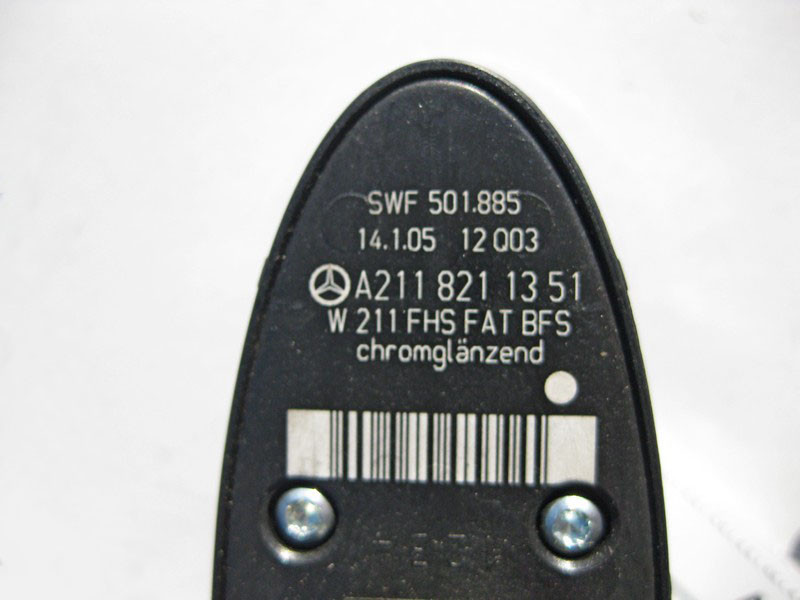 SWF 501.885
14.1.05 12 003
A211 821 13 51
W 211 FHS FAT BFS
chromglänzend